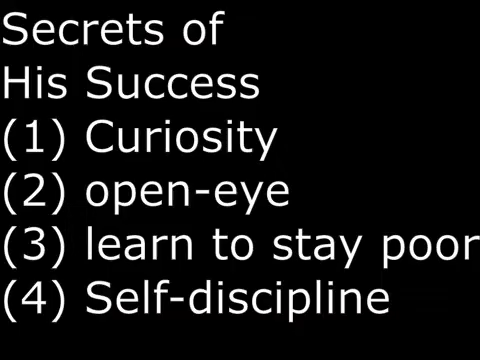 Secrets of
His Success
(1) Curiosity
(2) open-eye
(3) learn to stay poor
(4) Self-discipline